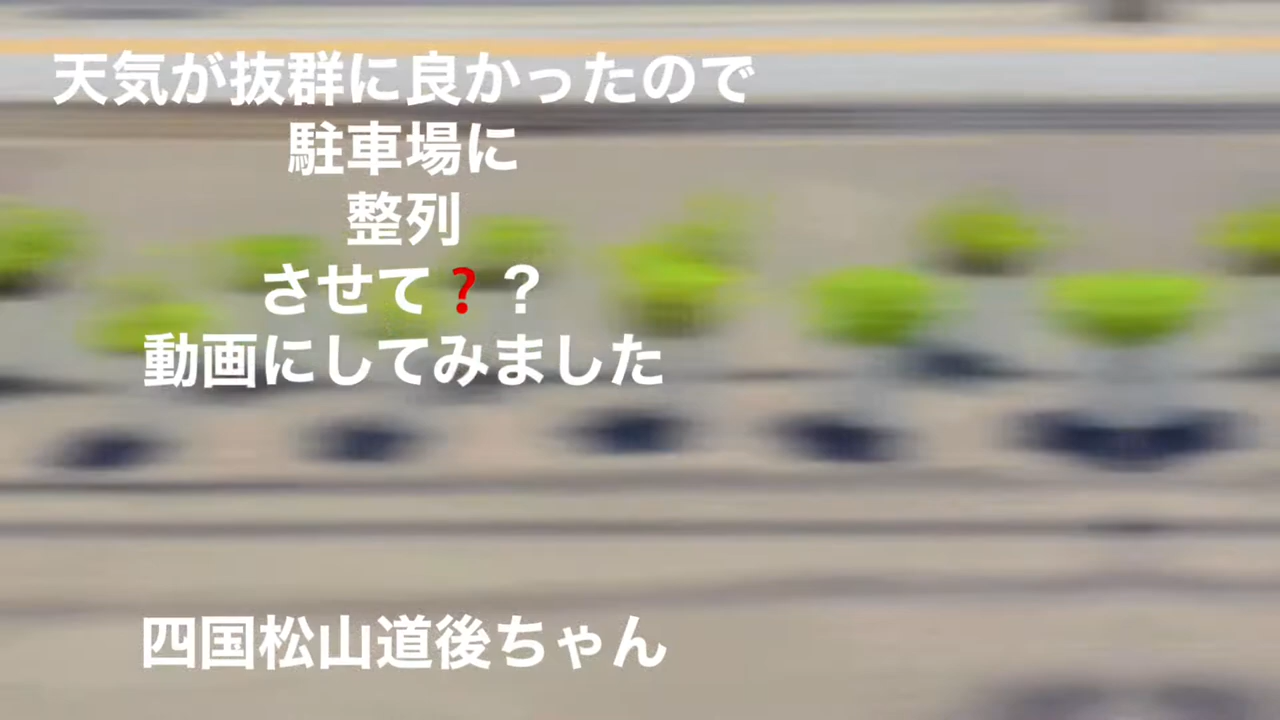 天気が抜群に良かったので
駐車場に
整列
させて❓？
動画にしてみました
四国松山道後ちゃん